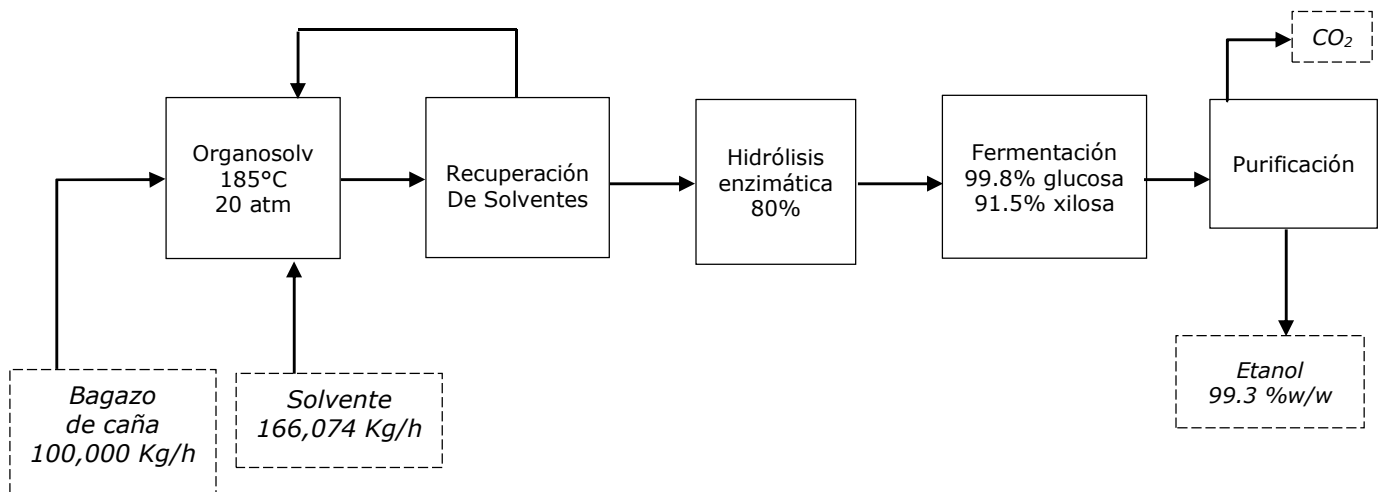 Organosolv
185°C
20 atm
Recuperación
De Solventes
Hidrólisis
enzimática
80%
Fermentación
99.8% glucosa
91.5% xilosa
Purificación
CO2
Bagazo
de caña
100,000 Kg/h
Solvente
166,074 Kg/h
Etanol
99.3 %w/w